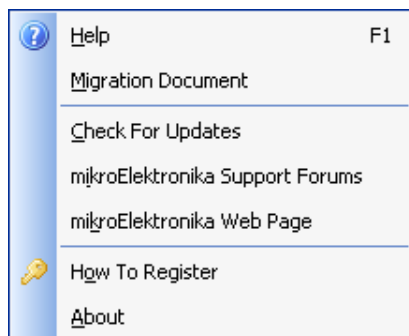 Help F1
Migration Document
Check For Updates
mikroElektronika Support Forums
mikroElektronika Web Page
How To Register
About